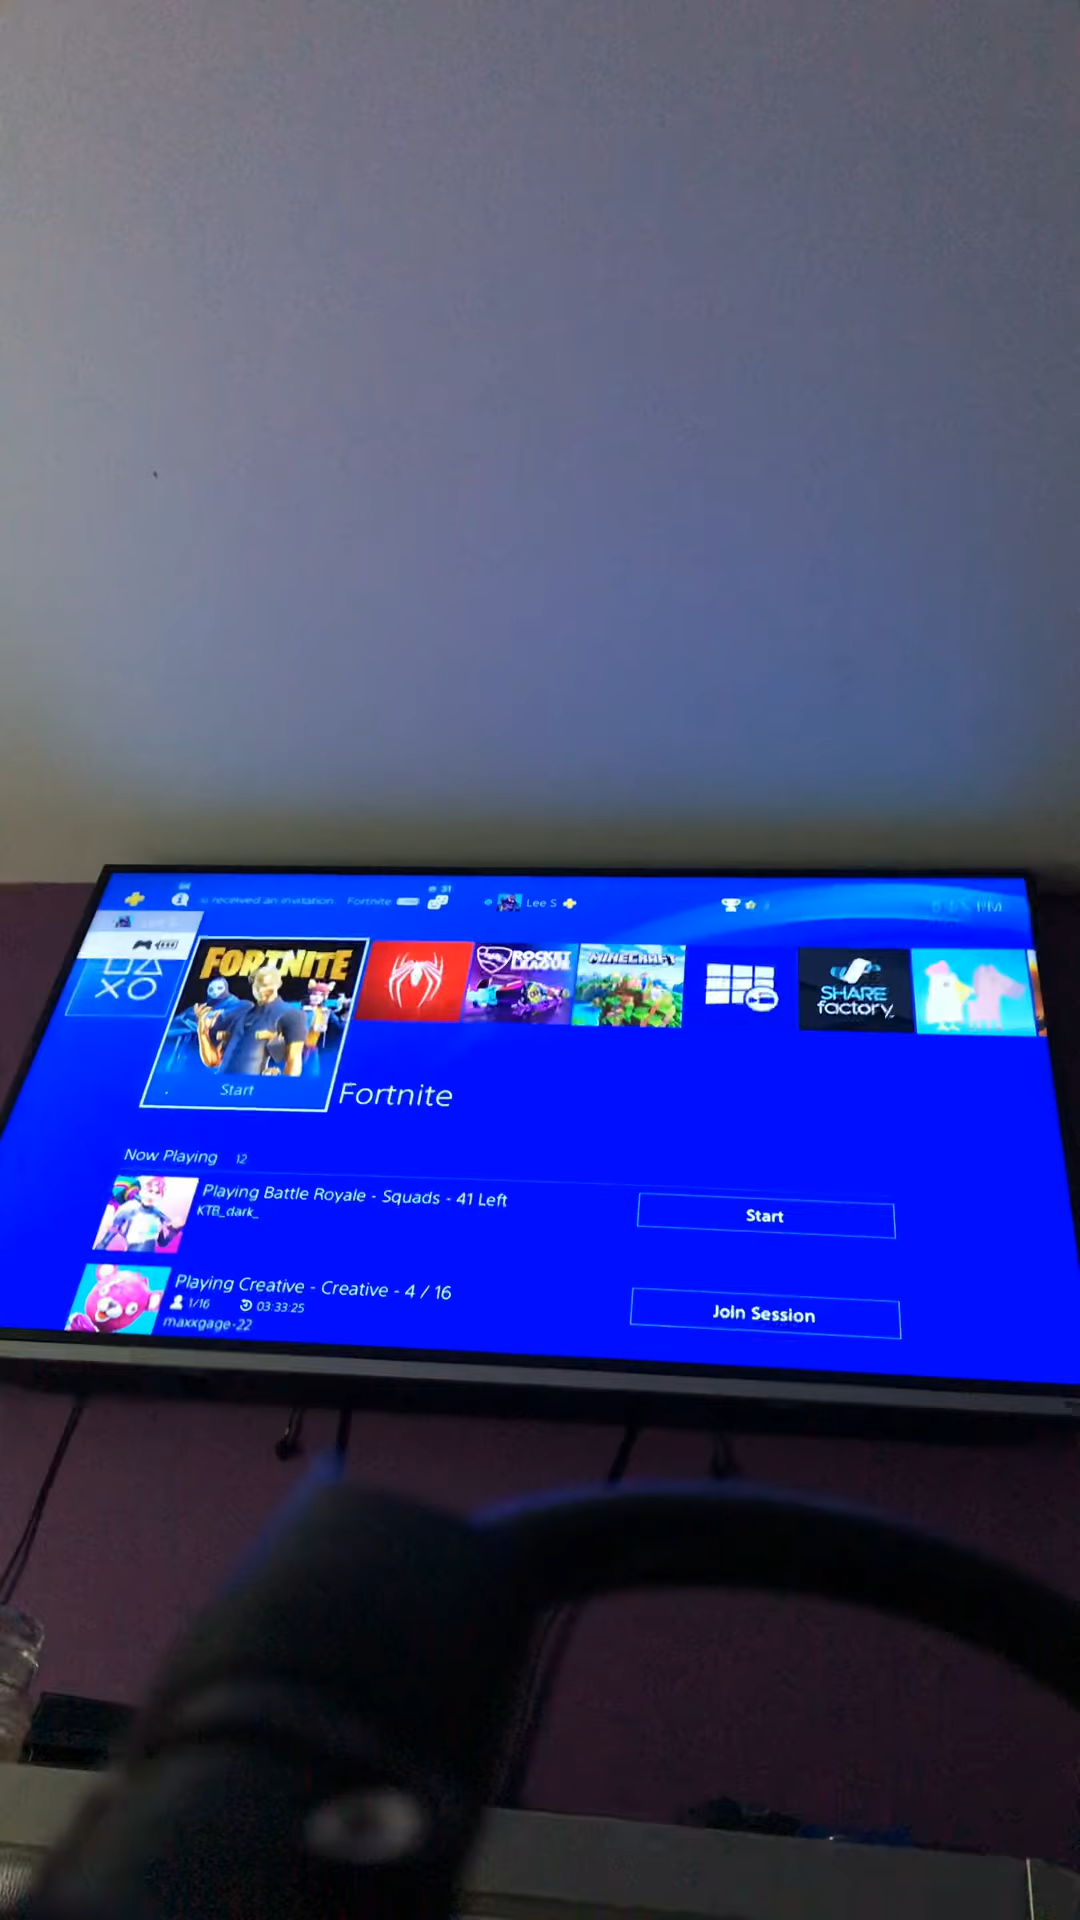 received an invitation. Fortnite
31
Lee S
PM
FORTNITE
ROCKET LEAGUE
MINECRAFT
SHARE
factory
Start
Fortnite
Now Playing 12
Playing Battle Royale - Squads - 41 Left
KTB_dark_
Start
Playing Creative - Creative - 4 / 16
1/16 03:33:25
maxxgage-22
Join Session